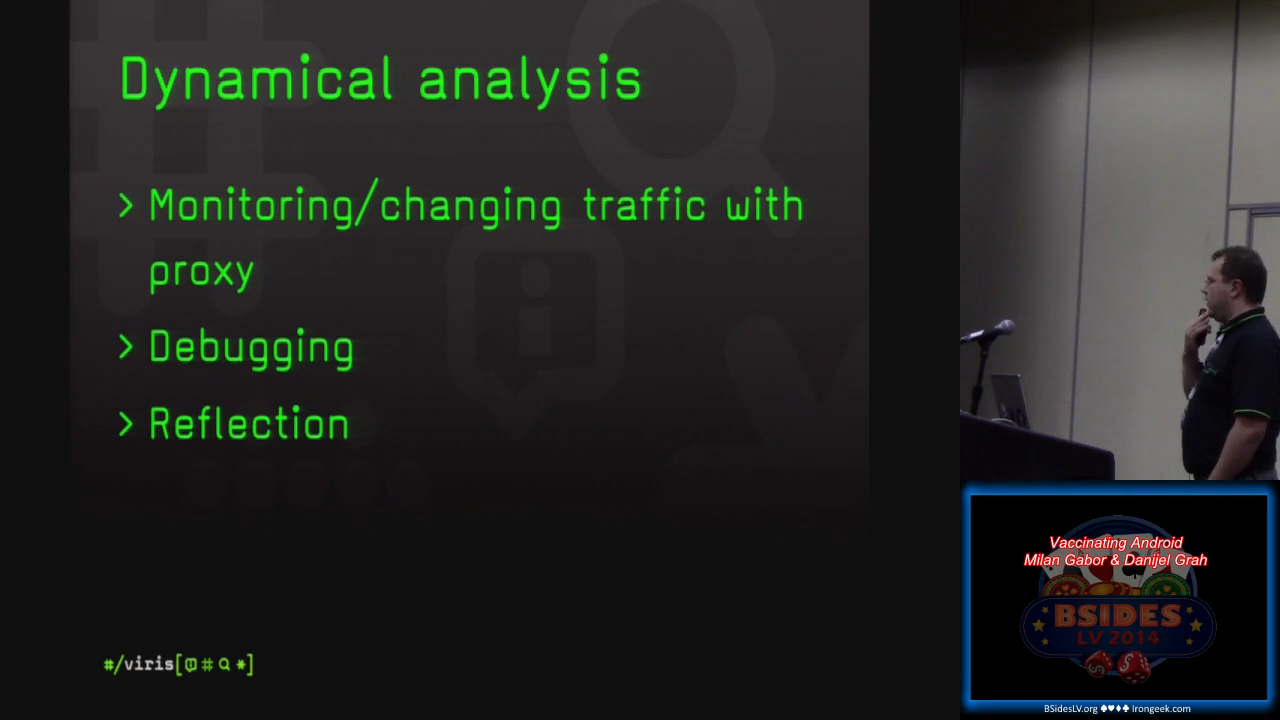 Dynamical analysis
> Monitoring/changing traffic with
proxy
> Debugging
> Reflection
#/viris[# *]
Vaccinating Android
Milan Gabor & Danijel Grah
BSIDES
LV 2014
BSidesLV.org ♠♥♦♣ Irongeek.com